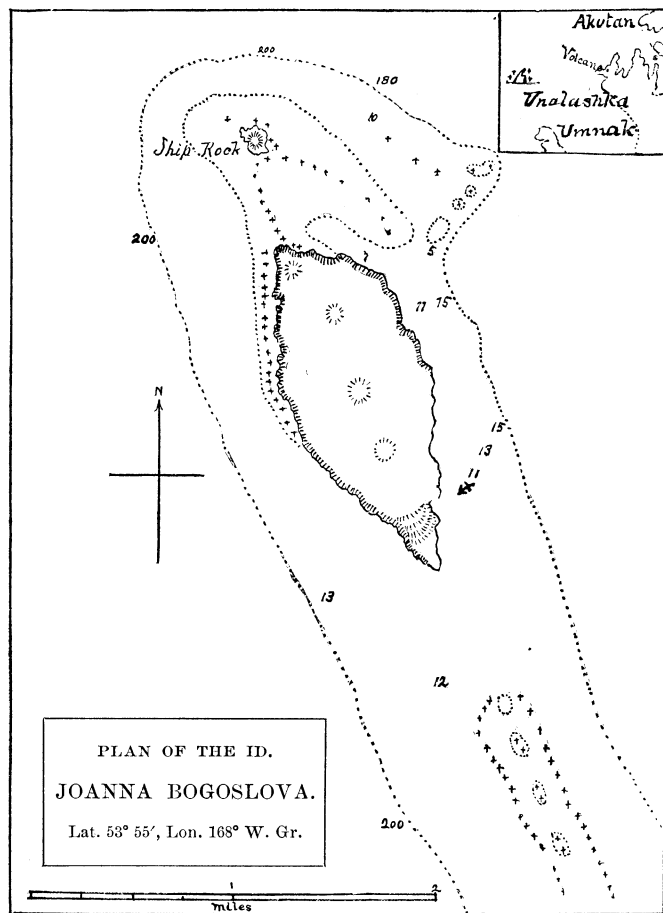 Akutan
Volcano
Unalashka
Umnak
200
180
10
Ship Rock
200
5
7
11 15
15
13
11
N
13
12
PLAN OF THE ID.
JOANNA BOGOSLOVA.
Lat. 53° 55′, Lon. 168° W. Gr.
200
1
2
miles